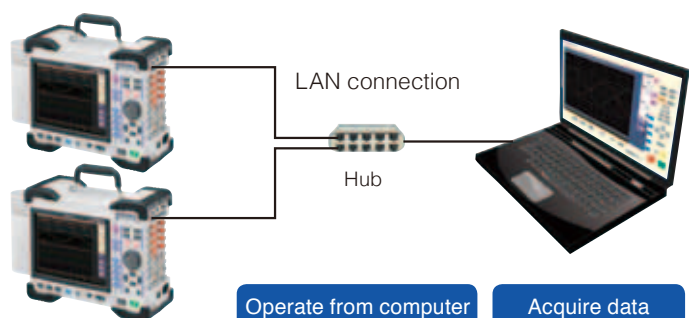 LAN connection
Hub
Operate from computer
Acquire data